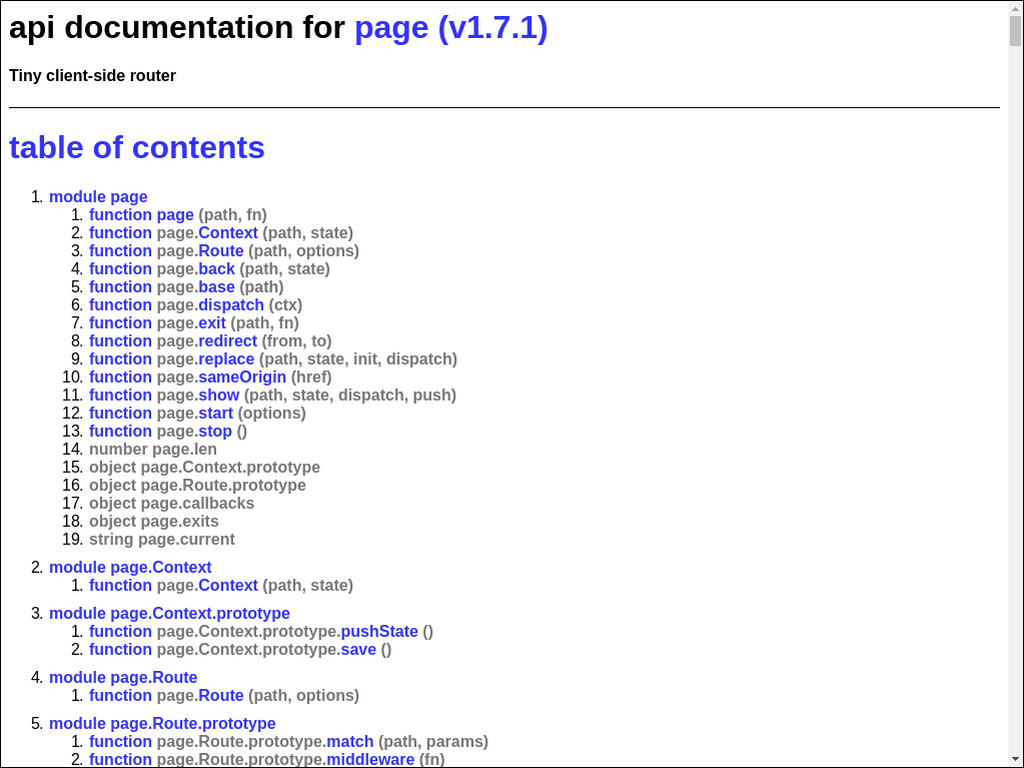 api documentation for page (v1.7.1)
Tiny client-side router
table of contents
1. module page
1. function page (path, fn)
2. function page.Context (path, state)
3. function page.Route (path, options)
4. function page.back (path, state)
5. function page.base (path)
6. function page.dispatch (ctx)
7. function page.exit (path, fn)
8. function page.redirect (from, to)
9. function page.replace (path, state, init, dispatch)
10. function page.sameOrigin (href)
11. function page.show (path, state, dispatch, push)
12. function page.start (options)
13. function page.stop ()
14. number page.len
15. object page.Context.prototype
16. object page.Route.prototype
17. object page.callbacks
18. object page.exits
19. string page.current
2. module page.Context
1. function page.Context (path, state)
3. module page.Context.prototype
1. function page.Context.prototype.pushState ()
2. function page.Context.prototype.save ()
4. module page.Route
1. function page.Route (path, options)
5. module page.Route.prototype
1. function page.Route.prototype.match (path, params)
2. function page.Route.prototype.middleware (fn)